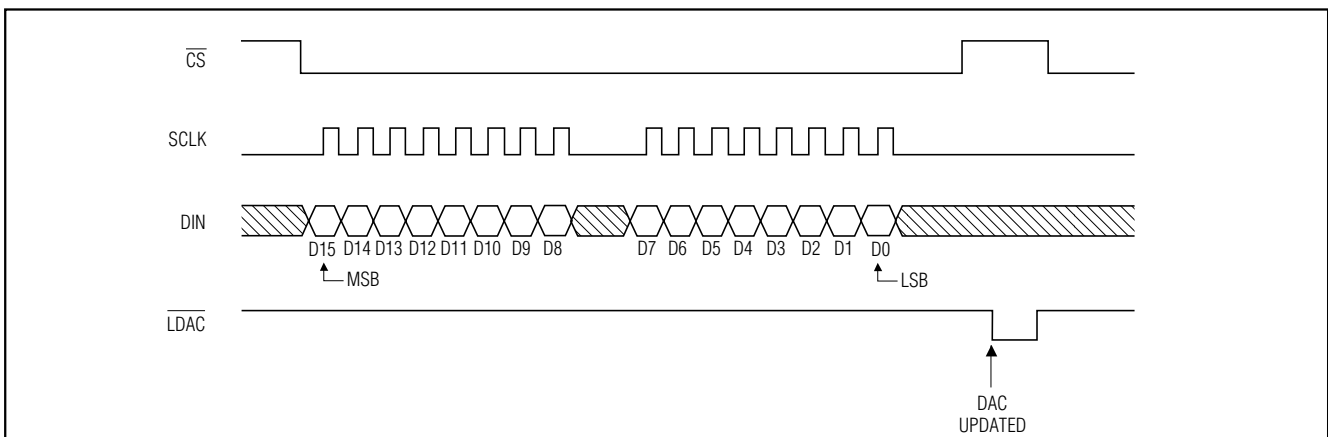 CS
SCLK
DIN
D15 D14 D13 D12 D11 D10 D9 D8 D7 D6 D5 D4 D3 D2 D1 D0
MSB LSB
LDAC
DAC
UPDATED